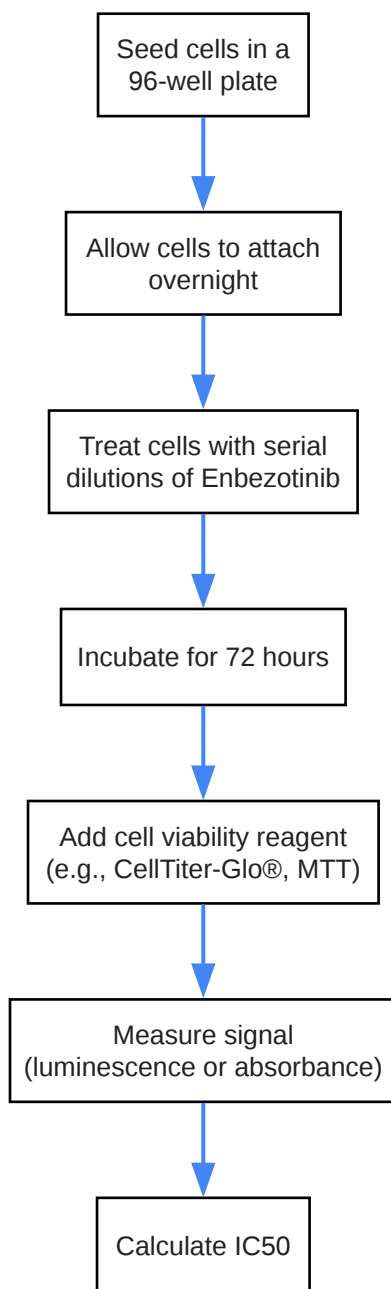 Seed cells in a
96-well plate
Allow cells to attach
overnight
Treat cells with serial
dilutions of Enbezotinib
Incubate for 72 hours
Add cell viability reagent
(e.g., CellTiter-Glo®, MTT)
Measure signal
(luminescence or absorbance)
Calculate IC50